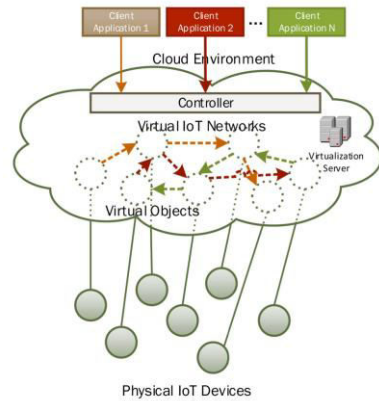 Client
Application 1
Client
Application 2
...
Client
Application N
Cloud Environment
Controller
Virtual IoT Networks
Virtualization
Server
Virtual Objects
Physical IoT Devices